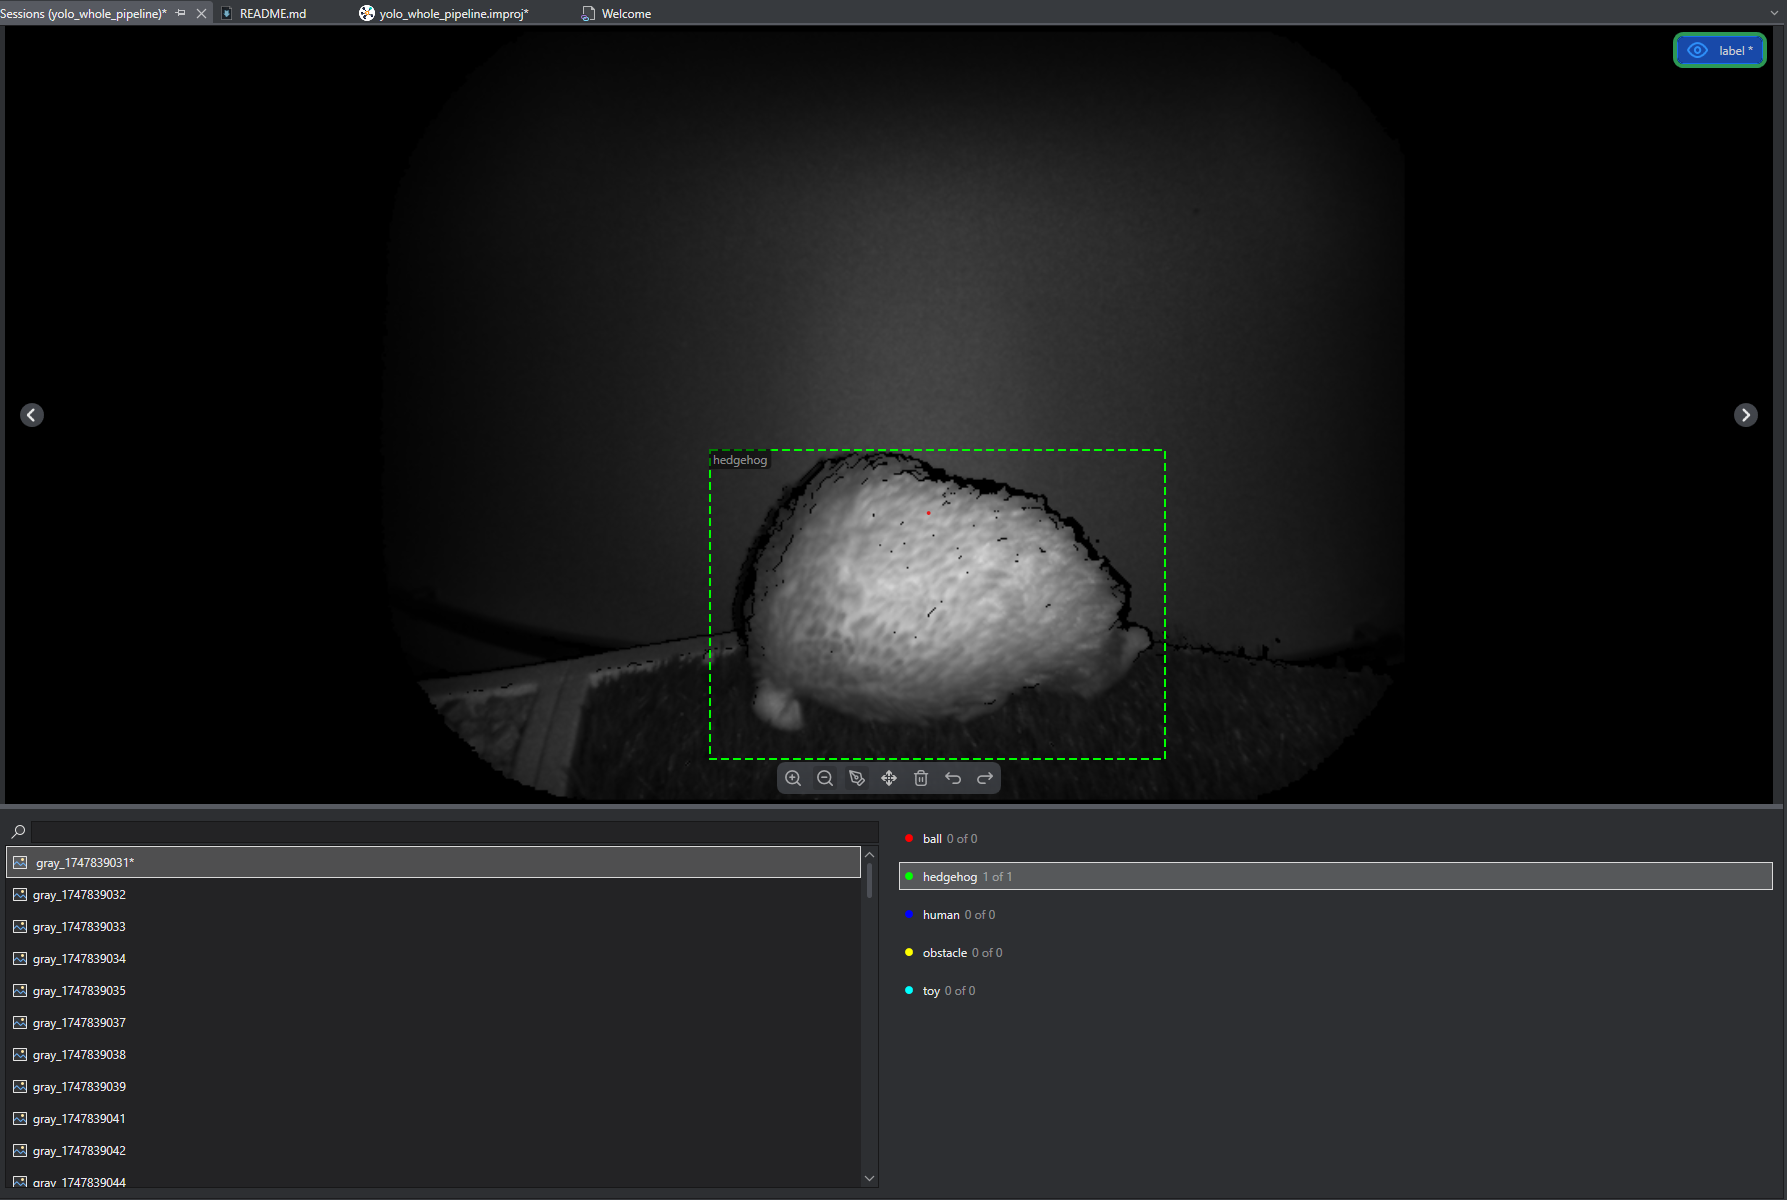 Sessions (yolo_whole_pipeline)*
README.md
yolo_whole_pipeline.improj*
Welcome
label *
hedgehog
gray_1747839031*
gray_1747839032
gray_1747839033
gray_1747839034
gray_1747839035
gray_1747839037
gray_1747839038
gray_1747839039
gray_1747839041
gray_1747839042
gray_1747839044
ball 0 of 0
hedgehog 1 of 1
human 0 of 0
obstacle 0 of 0
toy 0 of 0